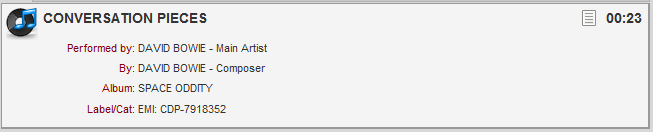 CONVERSATION PIECES 00:23
Performed by: DAVID BOWIE - Main Artist
By: DAVID BOWIE - Composer
Album: SPACE ODDITY
Label/Cat: EMI: CDP-7918352